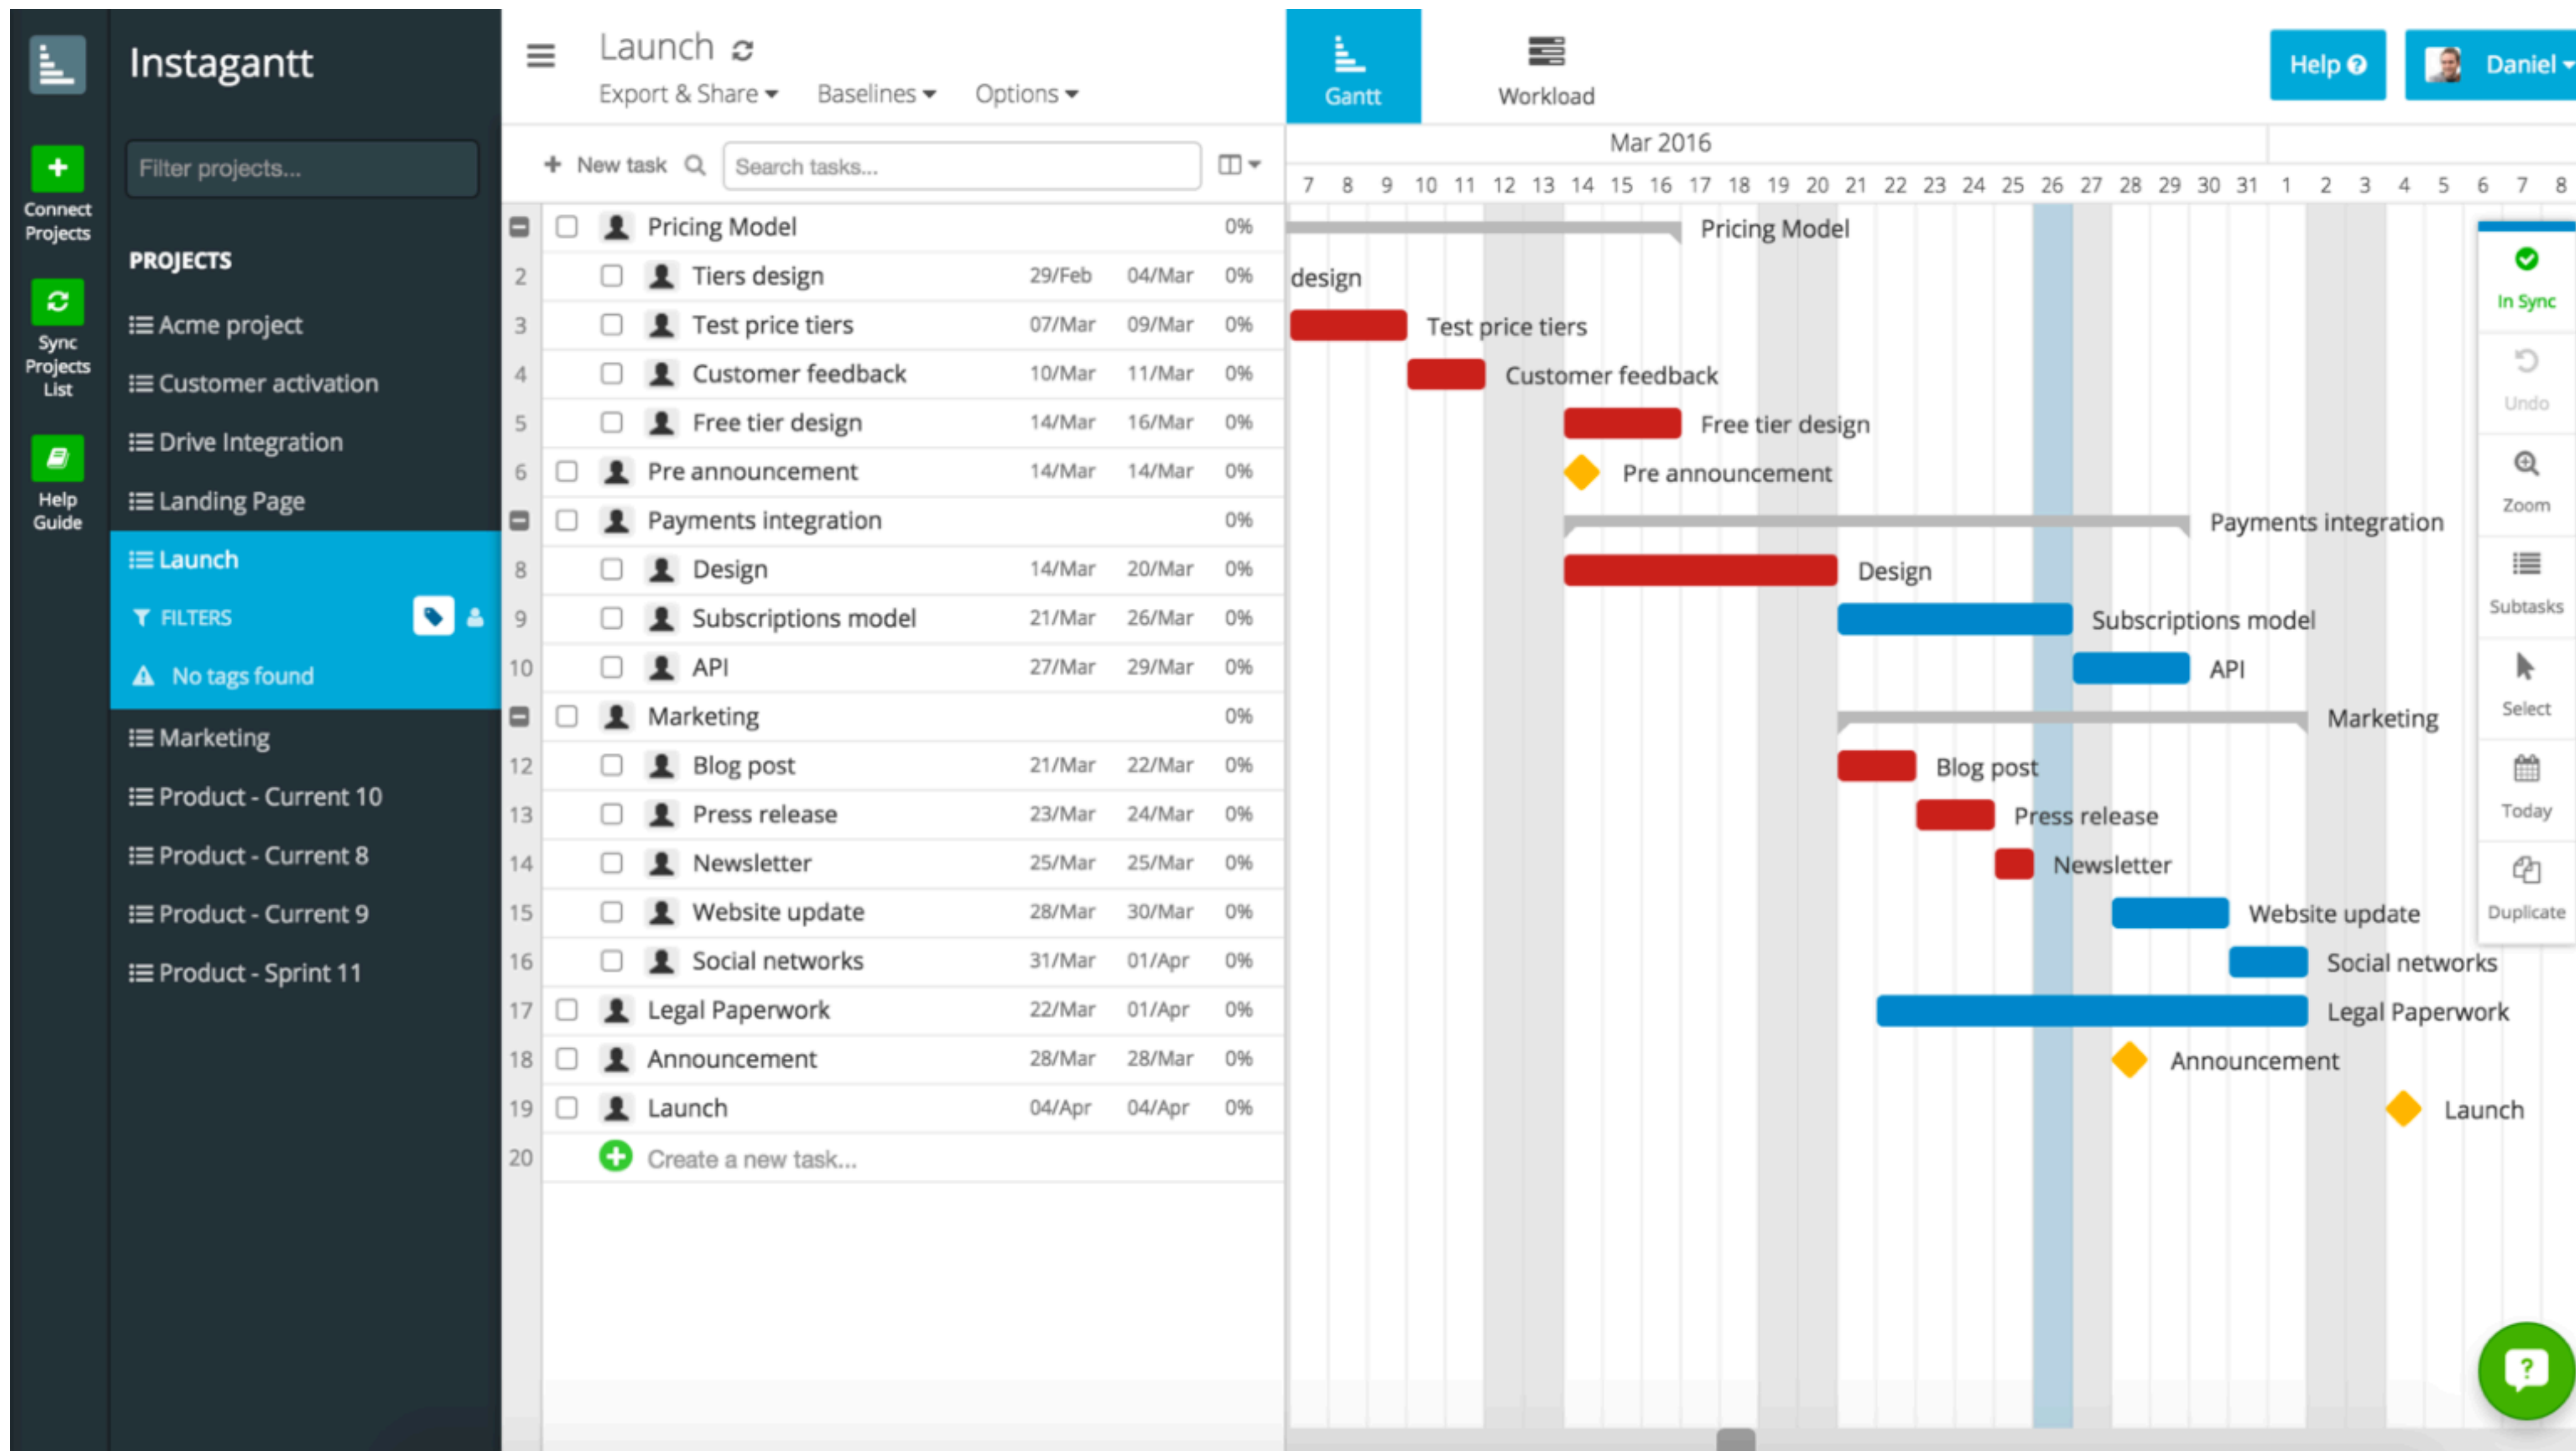 Instagantt
Connect
Projects
Sync
Projects
List
Help
Guide
Filter projects...
PROJECTS
Acme project
Customer activation
Drive Integration
Landing Page
Launch
FILTERS
No tags found
Marketing
Product - Current 10
Product - Current 8
Product - Current 9
Product - Sprint 11
Launch
Export & Share Baselines Options
Gantt Workload
Help ? Daniel
+ New task Search tasks...
Mar 2016
7 8 9 10 11 12 13 14 15 16 17 18 19 20 21 22 23 24 25 26 27 28 29 30 31 1 2 3 4 5 6 7 8
Pricing Model 0%
2 Tiers design 29/Feb 04/Mar 0%
3 Test price tiers 07/Mar 09/Mar 0%
4 Customer feedback 10/Mar 11/Mar 0%
5 Free tier design 14/Mar 16/Mar 0%
6 Pre announcement 14/Mar 14/Mar 0%
Payments integration 0%
8 Design 14/Mar 20/Mar 0%
9 Subscriptions model 21/Mar 26/Mar 0%
10 API 27/Mar 29/Mar 0%
Marketing 0%
12 Blog post 21/Mar 22/Mar 0%
13 Press release 23/Mar 24/Mar 0%
14 Newsletter 25/Mar 25/Mar 0%
15 Website update 28/Mar 30/Mar 0%
16 Social networks 31/Mar 01/Apr 0%
17 Legal Paperwork 22/Mar 01/Apr 0%
18 Announcement 28/Mar 28/Mar 0%
19 Launch 04/Apr 04/Apr 0%
20 Create a new task...
Pricing Model
design
Test price tiers
Customer feedback
Free tier design
Pre announcement
Payments integration
Design
Subscriptions model
API
Marketing
Blog post
Press release
Newsletter
Website update
Social networks
Legal Paperwork
Announcement
Launch
In Sync
Undo
Zoom
Subtasks
Select
Today
Duplicate
?